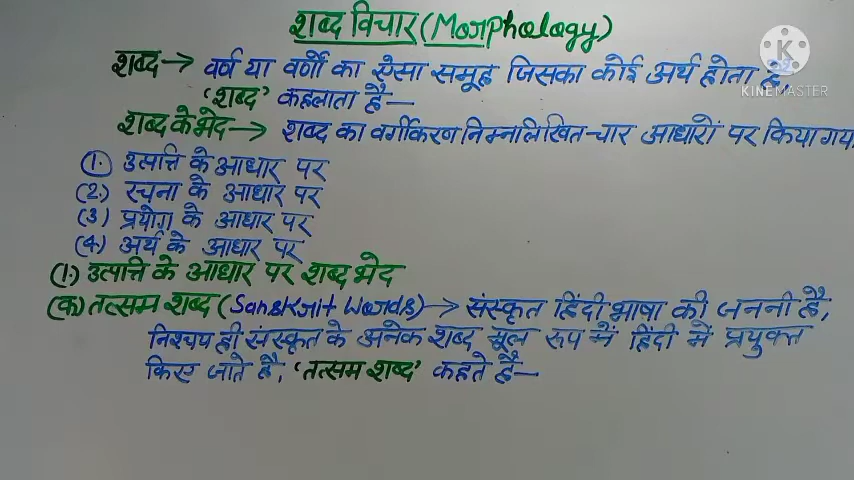 शब्द विचार (Morphology)
शब्द → वर्ण या वर्णों का ऐसा समूह जिसका कोई अर्थ होता है,
'शब्द' कहलाता है—
शब्द के भेद → शब्द का वर्गीकरण निम्नलिखित चार आधारों पर किया गया
1. उत्पत्ति के आधार पर
(2.) रचना के आधार पर
(3) प्रयोग के आधार पर
(4.) अर्थ के आधार पर
(1.) उत्पत्ति के आधार पर शब्द भेद
(क) तत्सम शब्द (Sanskrit Words) → संस्कृत हिंदी भाषा की जननी है,
निश्चय ही संस्कृत के अनेक शब्द मूल रूप में हिंदी में प्रयुक्त
किए जाते है, 'तत्सम शब्द' कहते है—
KINEMASTER